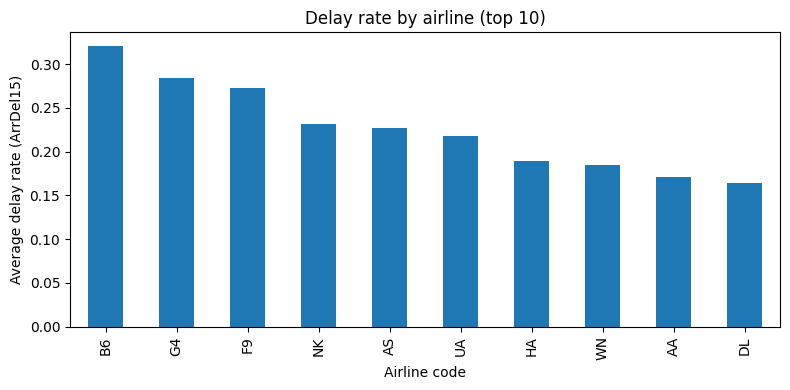 Delay rate by airline (top 10)
Average delay rate (ArrDel15)
0.30
0.25
0.20
0.15
0.10
0.05
0.00
B6 G4 F9 NK AS UA HA WN AA DL
Airline code